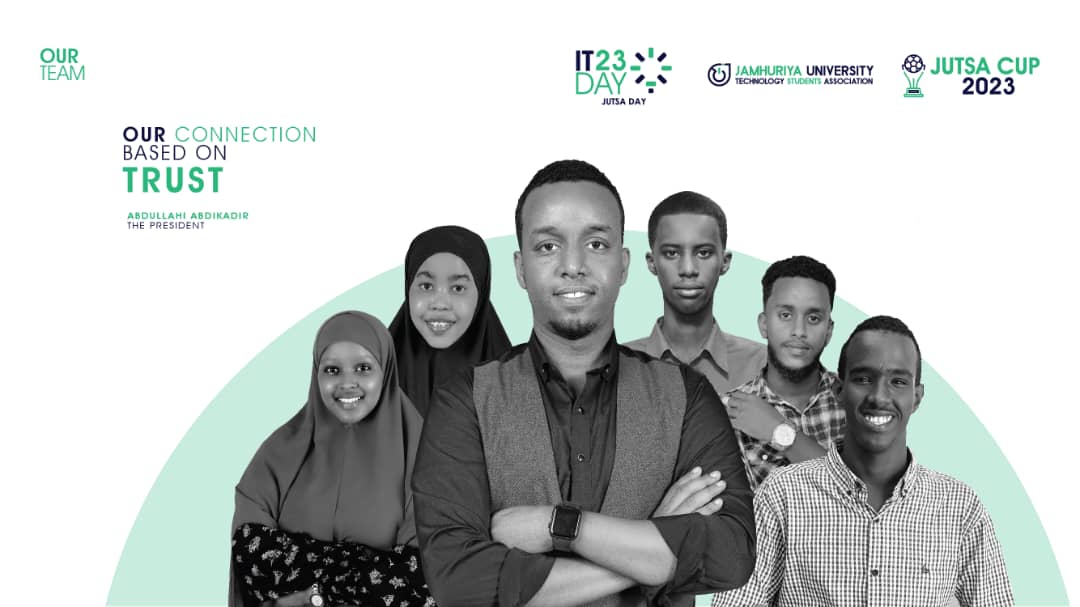 OUR
TEAM
IT23
DAY
JUTSA DAY
JAMHURIYA UNIVERSITY
TECHNOLOGY STUDENTS ASSOCIATION
JUTSA CUP
2023
OUR CONNECTION
BASED ON
TRUST
ABDULLAHI ABDIKADIR
THE PRESIDENT